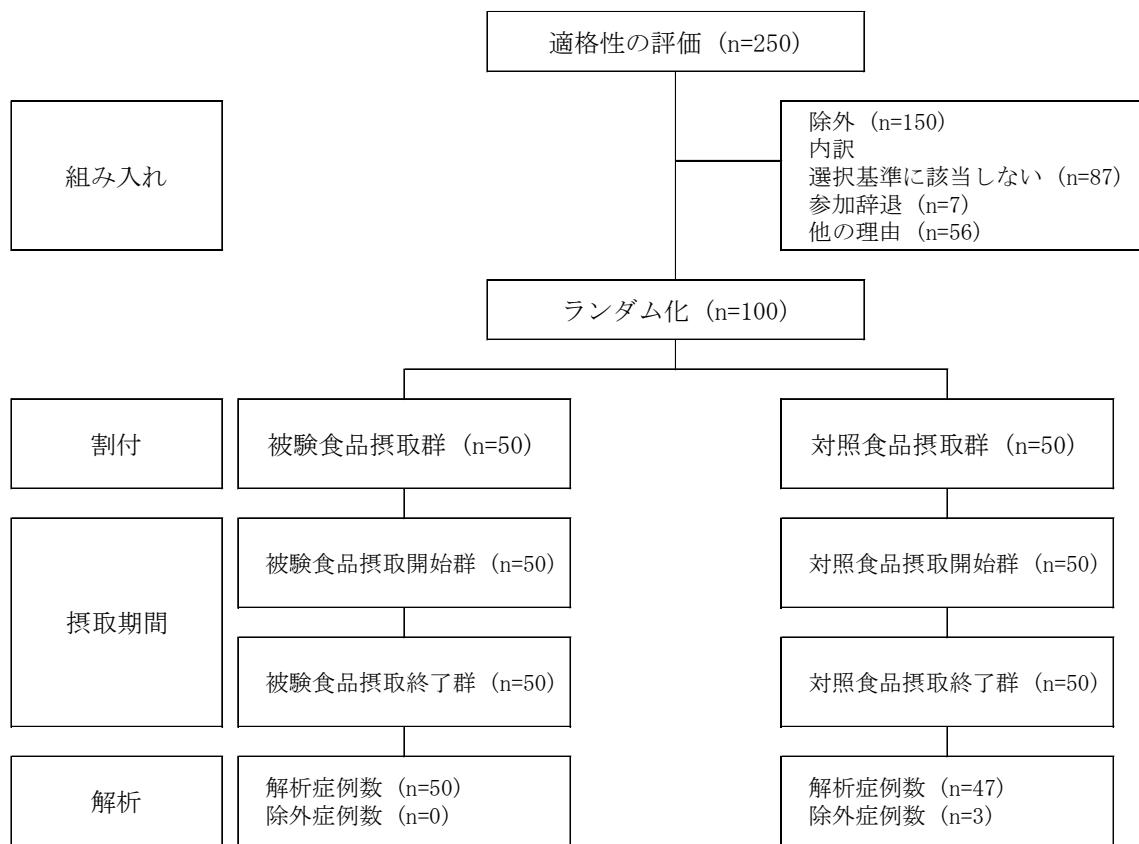 適格性の評価 (n=250)
組み入れ
除外 (n=150)
内訳
選択基準に該当しない (n=87)
参加辞退 (n=7)
他の理由 (n=56)
ランダム化 (n=100)
割付
被験食品摂取群 (n=50)
対照食品摂取群 (n=50)
摂取期間
被験食品摂取開始群 (n=50)
対照食品摂取開始群 (n=50)
被験食品摂取終了群 (n=50)
対照食品摂取終了群 (n=50)
解析
解析症例数 (n=50)
除外症例数 (n=0)
解析症例数 (n=47)
除外症例数 (n=3)